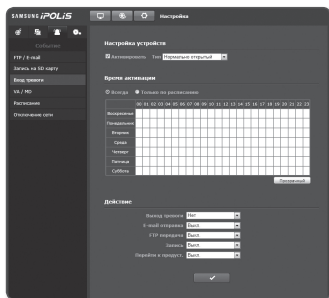 SAMSUNG iPOLiS
Настройка
События
FTP / E-mail
Запись на SD карту
Вход тревоги
VA / MD
Расписание
Отключение сети
Настройка устройств
Активировать Тип Нормально открытый
Время активации
Всегда Только по расписанию
00 01 02 03 04 05 06 07 08 09 10 11 12 13 14 15 16 17 18 19 20 21 22 23
Воскресенье
Понедельник
Вторник
Среда
Четверг
Пятница
Суббота
Действие
Выход тревоги Нет
E-mail отправка Выкл.
FTP передача Выкл.
Запись Выкл.
Перейти к предуст. Выкл.